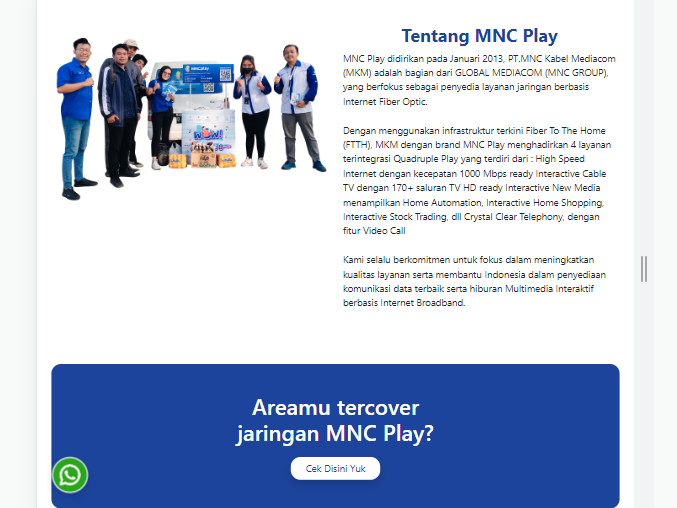 Tentang MNC Play
MNC Play didirikan pada Januari 2013, PT.MNC Kabel Mediacom
(MKM) adalah bagian dari GLOBAL MEDIACOM (MNC GROUP),
yang berfokus sebagai penyedia layanan jaringan berbasis
Internet Fiber Optic.
Dengan menggunakan infrastruktur terkini Fiber To The Home
(FTTH), MKM dengan brand MNC Play menghadirkan 4 layanan
terintegrasi Quadruple Play yang terdiri dari : High Speed
Internet dengan kecepatan 1000 Mbps ready Interactive Cable
TV dengan 170+ saluran TV HD ready Interactive New Media
menampilkan Home Automation, Interactive Home Shopping,
Interactive Stock Trading, dll Crystal Clear Telephony, dengan
fitur Video Call
Kami selalu berkomitmen untuk fokus dalam meningkatkan
kualitas layanan serta membantu Indonesia dalam penyediaan
komunikasi data terbaik serta hiburan Multimedia Interaktif
berbasis Internet Broadband.
WOW!
Areamu tercover
jaringan MNC Play?
Cek Disini Yuk